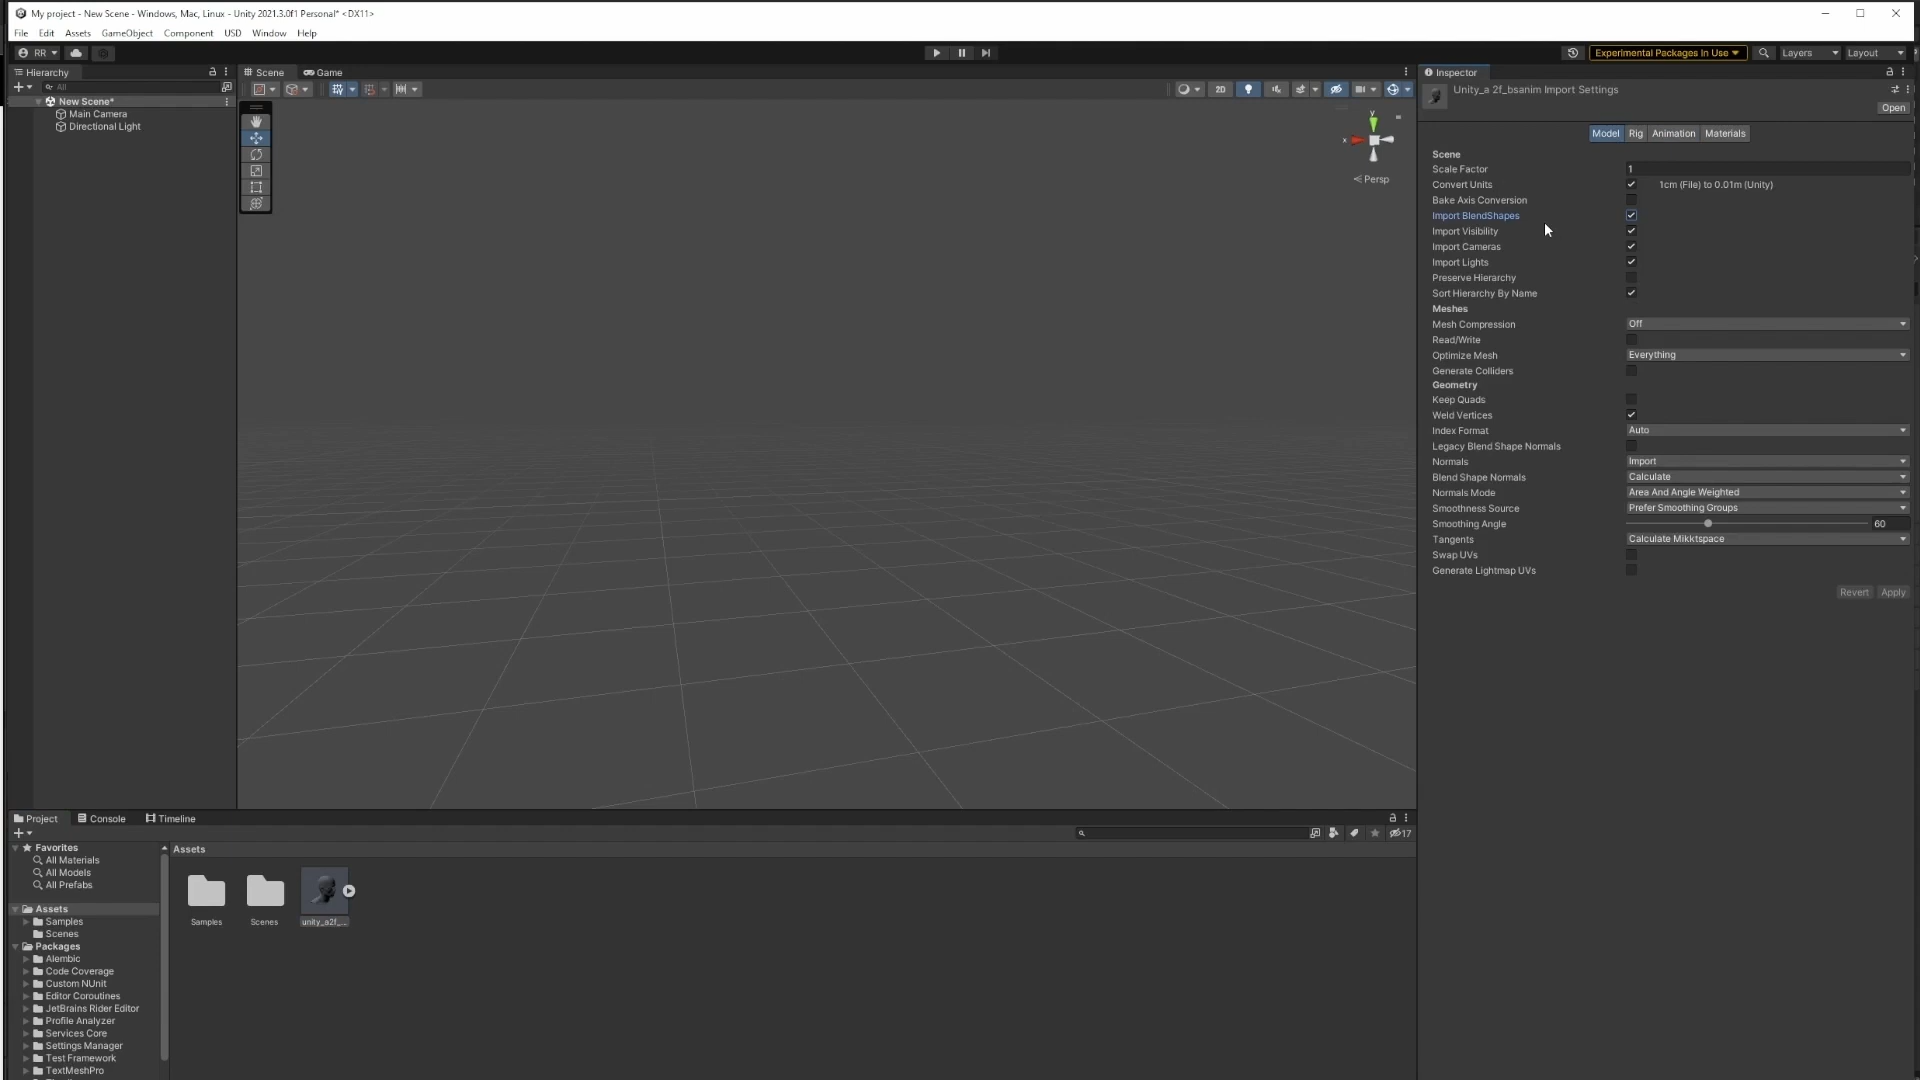 My project - New Scene - Windows, Mac, Linux - Unity 2021.3.0f1 Personal* <DX11>
File Edit Assets GameObject Component USD Window Help
RR
Experimental Packages In Use
Layers
Layout
Hierarchy
All
New Scene*
Main Camera
Directional Light
Scene
Game
2D
y
x
Persp
Inspector
Unity_a 2f_bsanim Import Settings
Open
Model
Rig
Animation
Materials
Scene
Scale Factor 1
Convert Units 1cm (File) to 0.01m (Unity)
Bake Axis Conversion
Import BlendShapes
Import Visibility
Import Cameras
Import Lights
Preserve Hierarchy
Sort Hierarchy By Name
Meshes
Mesh Compression Off
Read/Write
Optimize Mesh Everything
Generate Colliders
Geometry
Keep Quads
Weld Vertices
Index Format Auto
Legacy Blend Shape Normals
Normals Import
Blend Shape Normals Calculate
Normals Mode Area And Angle Weighted
Smoothness Source Prefer Smoothing Groups
Smoothing Angle 60
Tangents Calculate Mikktspace
Swap UVs
Generate Lightmap UVs
Revert Apply
Project
Console
Timeline
17
Favorites
All Materials
All Models
All Prefabs
Assets
Samples
Scenes
Packages
Alembic
Code Coverage
Custom NUnit
Editor Coroutines
JetBrains Rider Editor
Profile Analyzer
Services Core
Settings Manager
Test Framework
TextMeshPro
Assets
Samples
Scenes
unity_a2f_...